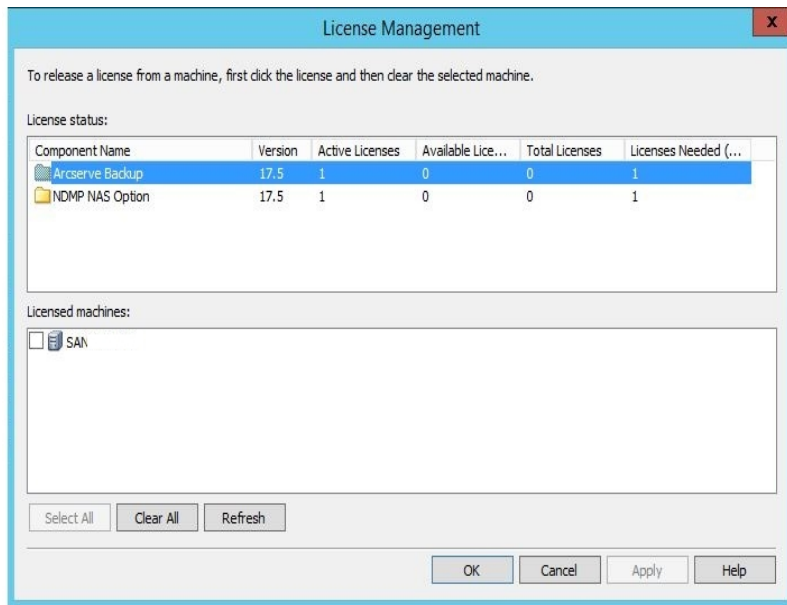 License Management
x
To release a license from a machine, first click the license and then clear the selected machine.
License status:
Component Name Version Active Licenses Available Lice... Total Licenses Licenses Needed (...
Arcserve Backup 17.5 1 0 0 1
NDMP NAS Option 17.5 1 0 0 1
Licensed machines:
SAN
Select All Clear All Refresh
OK Cancel Apply Help